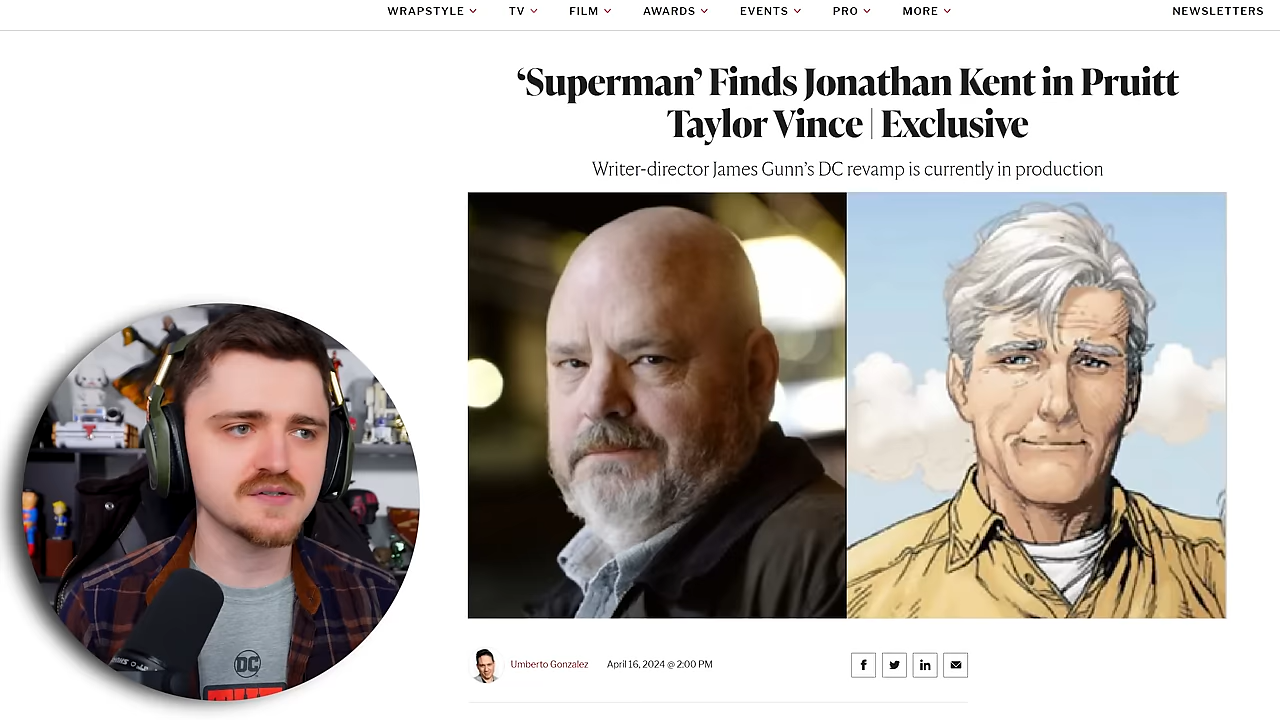 WRAPSTYLE TV FILM AWARDS EVENTS PRO MORE NEWSLETTERS
‘Superman’ Finds Jonathan Kent in Pruitt
Taylor Vince | Exclusive
Writer-director James Gunn’s DC revamp is currently in production
Umberto Gonzalez April 16, 2024 @ 2:00 PM
f in
DC